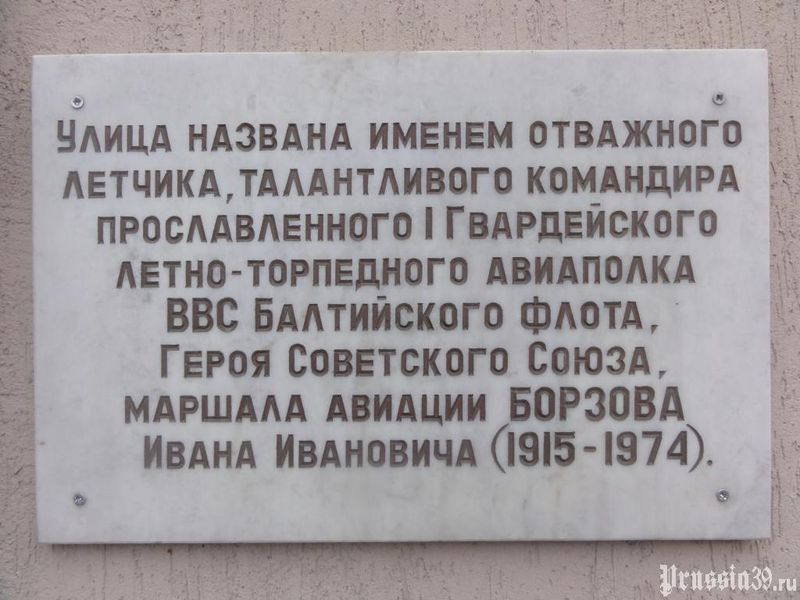 Улица названа именем отважного
летчика, талантливого командира
прославленного I Гвардейского
летно-торпедного авиаполка
ВВС Балтийского флота,
Героя Советского Союза,
маршала авиации БОРЗОВА
Ивана Ивановича (1915-1974).
Prussia39.ru